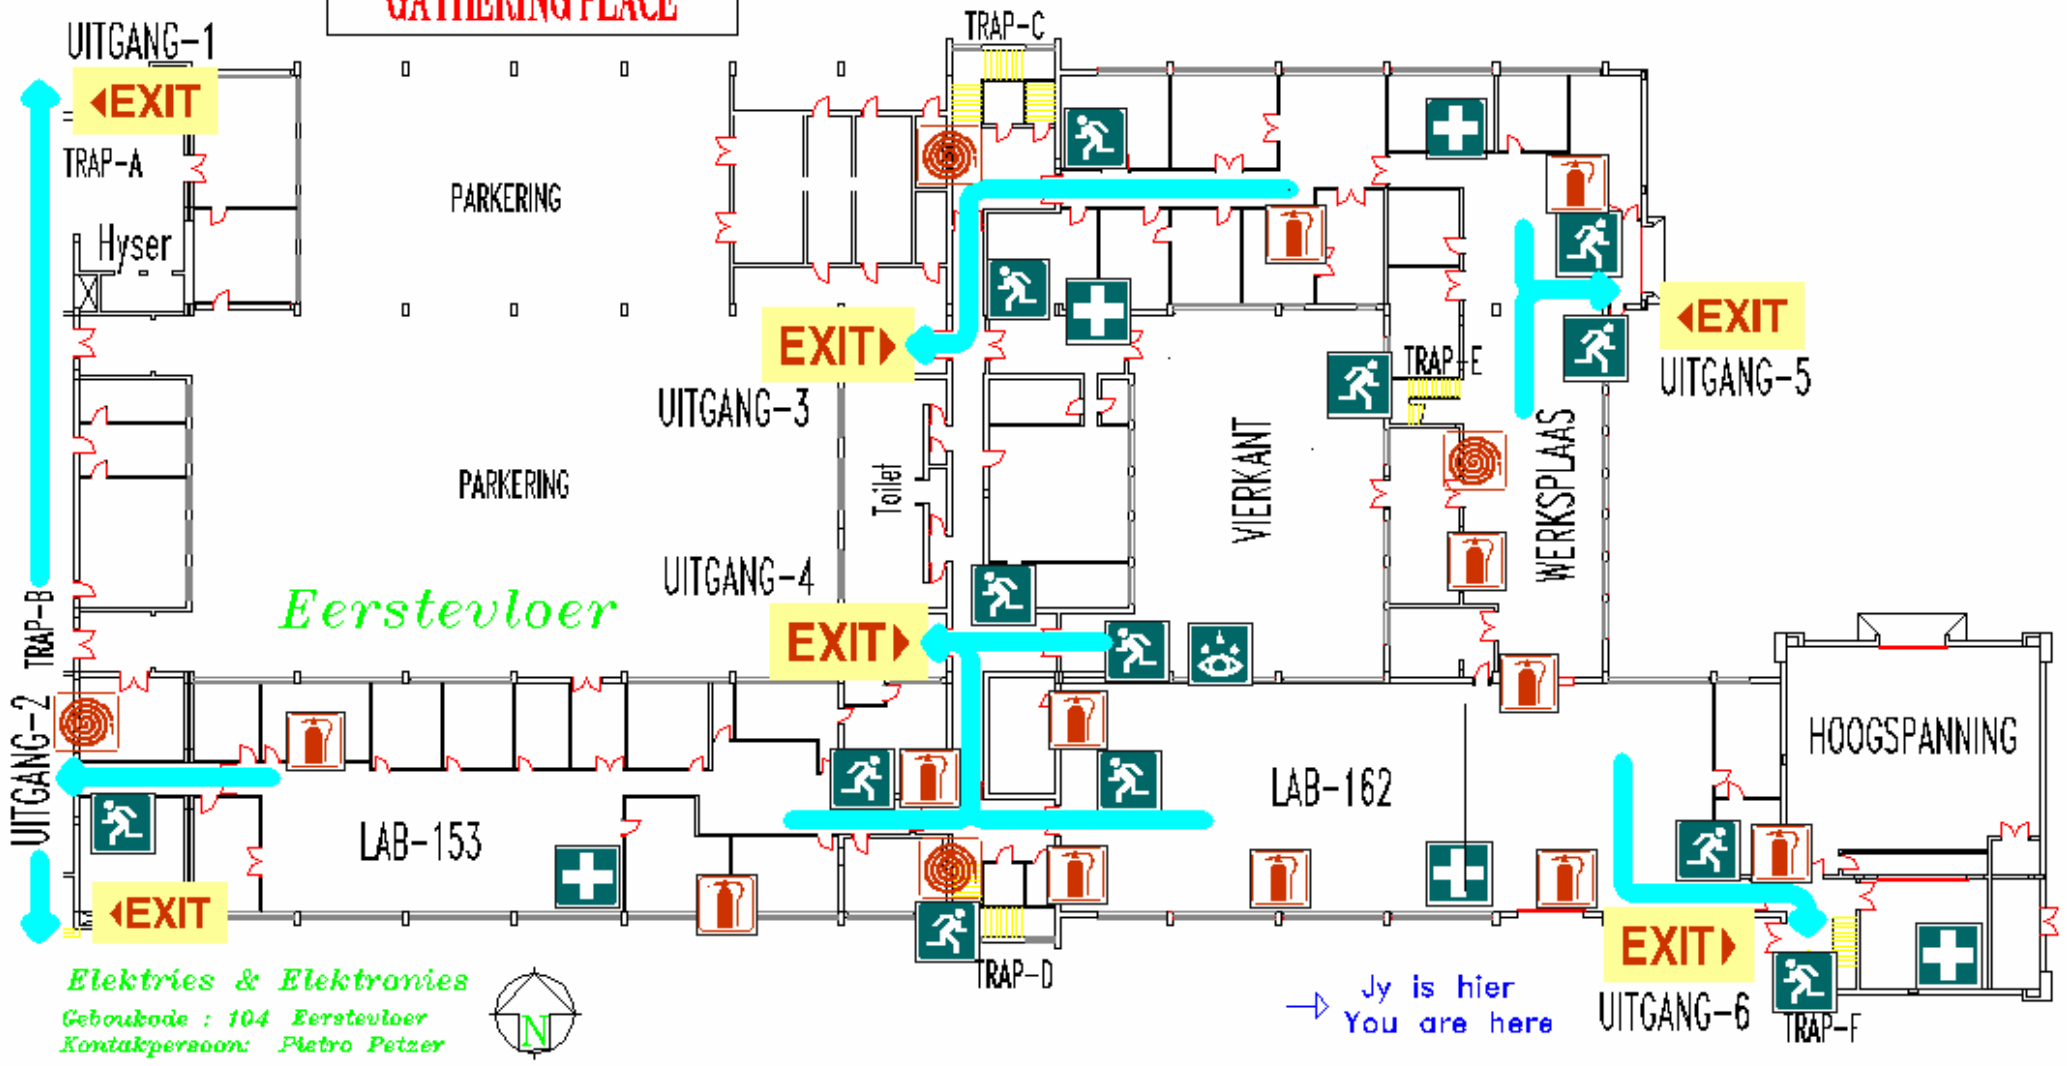 GATHERING PLACE
TRAP-C
UITGANG-1
EXIT
TRAP-A
PARKERING
Hyser
EXIT
UITGANG-3
EXIT
UITGANG-5
TRAP-E
VIERKANT
WERKSPLAAS
PARKERING
Toilet
UITGANG-4
Eerstevloer
EXIT
TRAP-B
UITGANG-2
HOOGSPANNING
LAB-162
LAB-153
EXIT
EXIT
TRAP-D
UITGANG-6
TRAP-F
Elektries & Elektronies
Geboukode : 104 Eerstevloer
Kontakpersoon: Pietro Petzer
N
Jy is hier
You are here